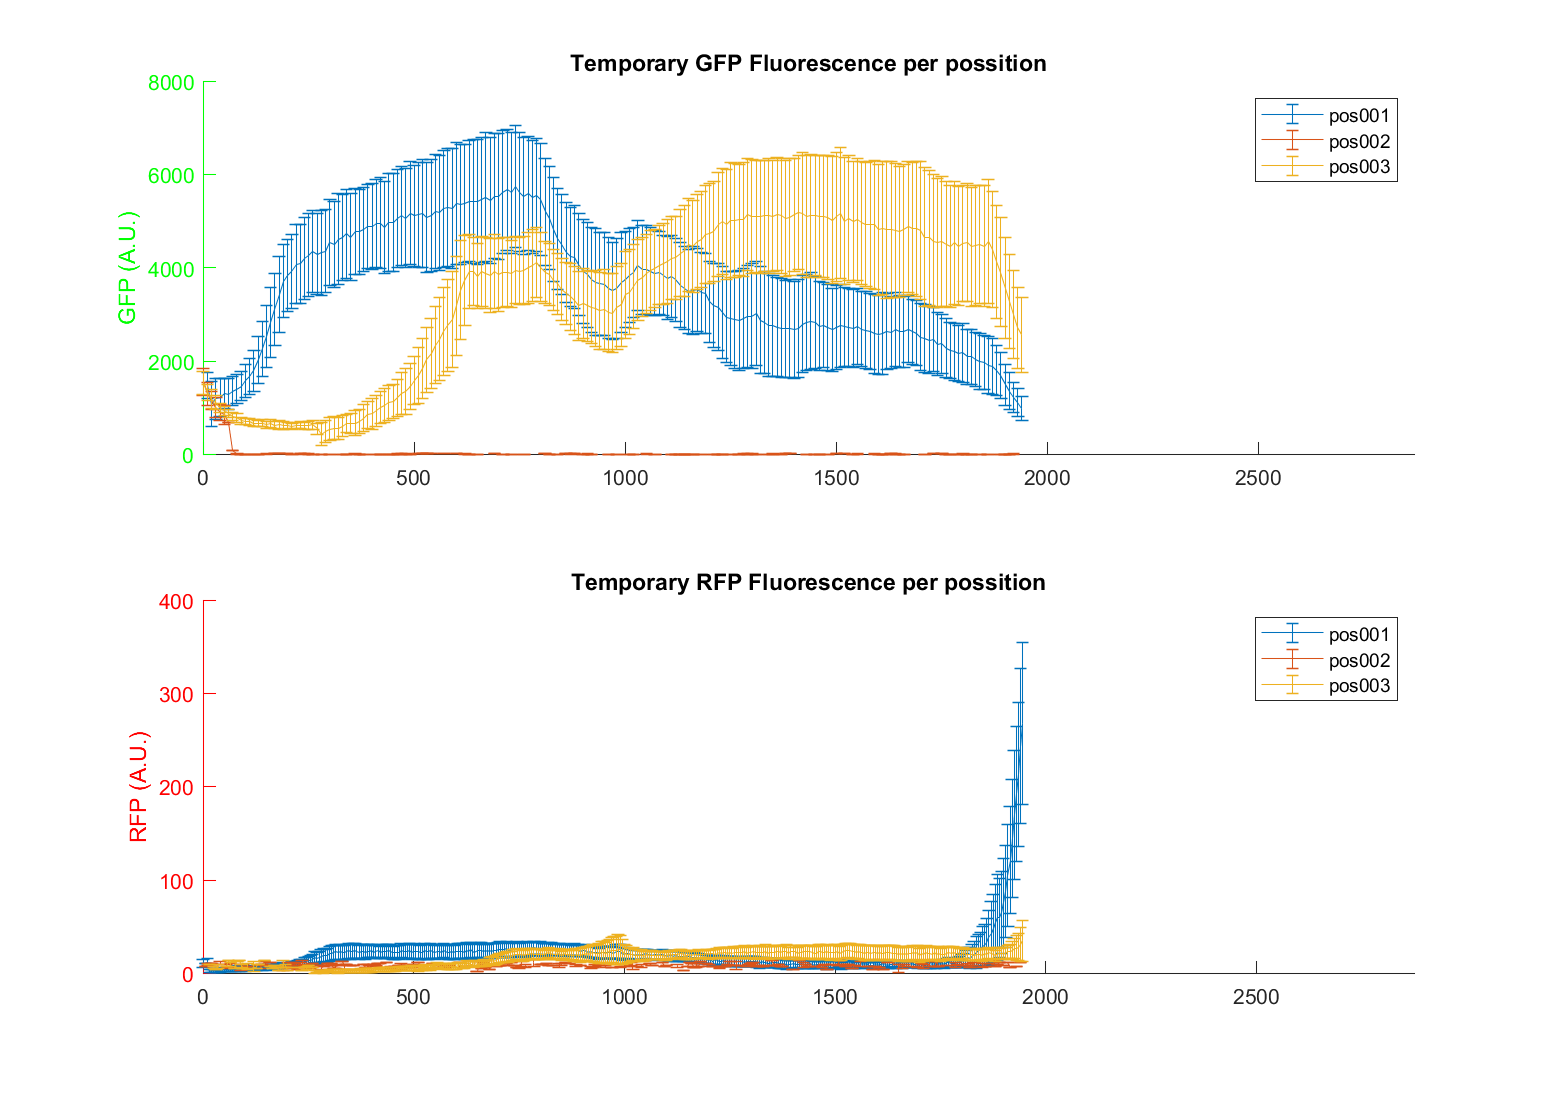 Temporary GFP Fluorescence per possition
8000
6000
4000
2000
0
GFP (A.U.)
0 500 1000 1500 2000 2500
pos001
pos002
pos003
Temporary RFP Fluorescence per possition
400
300
200
100
0
RFP (A.U.)
0 500 1000 1500 2000 2500
pos001
pos002
pos003